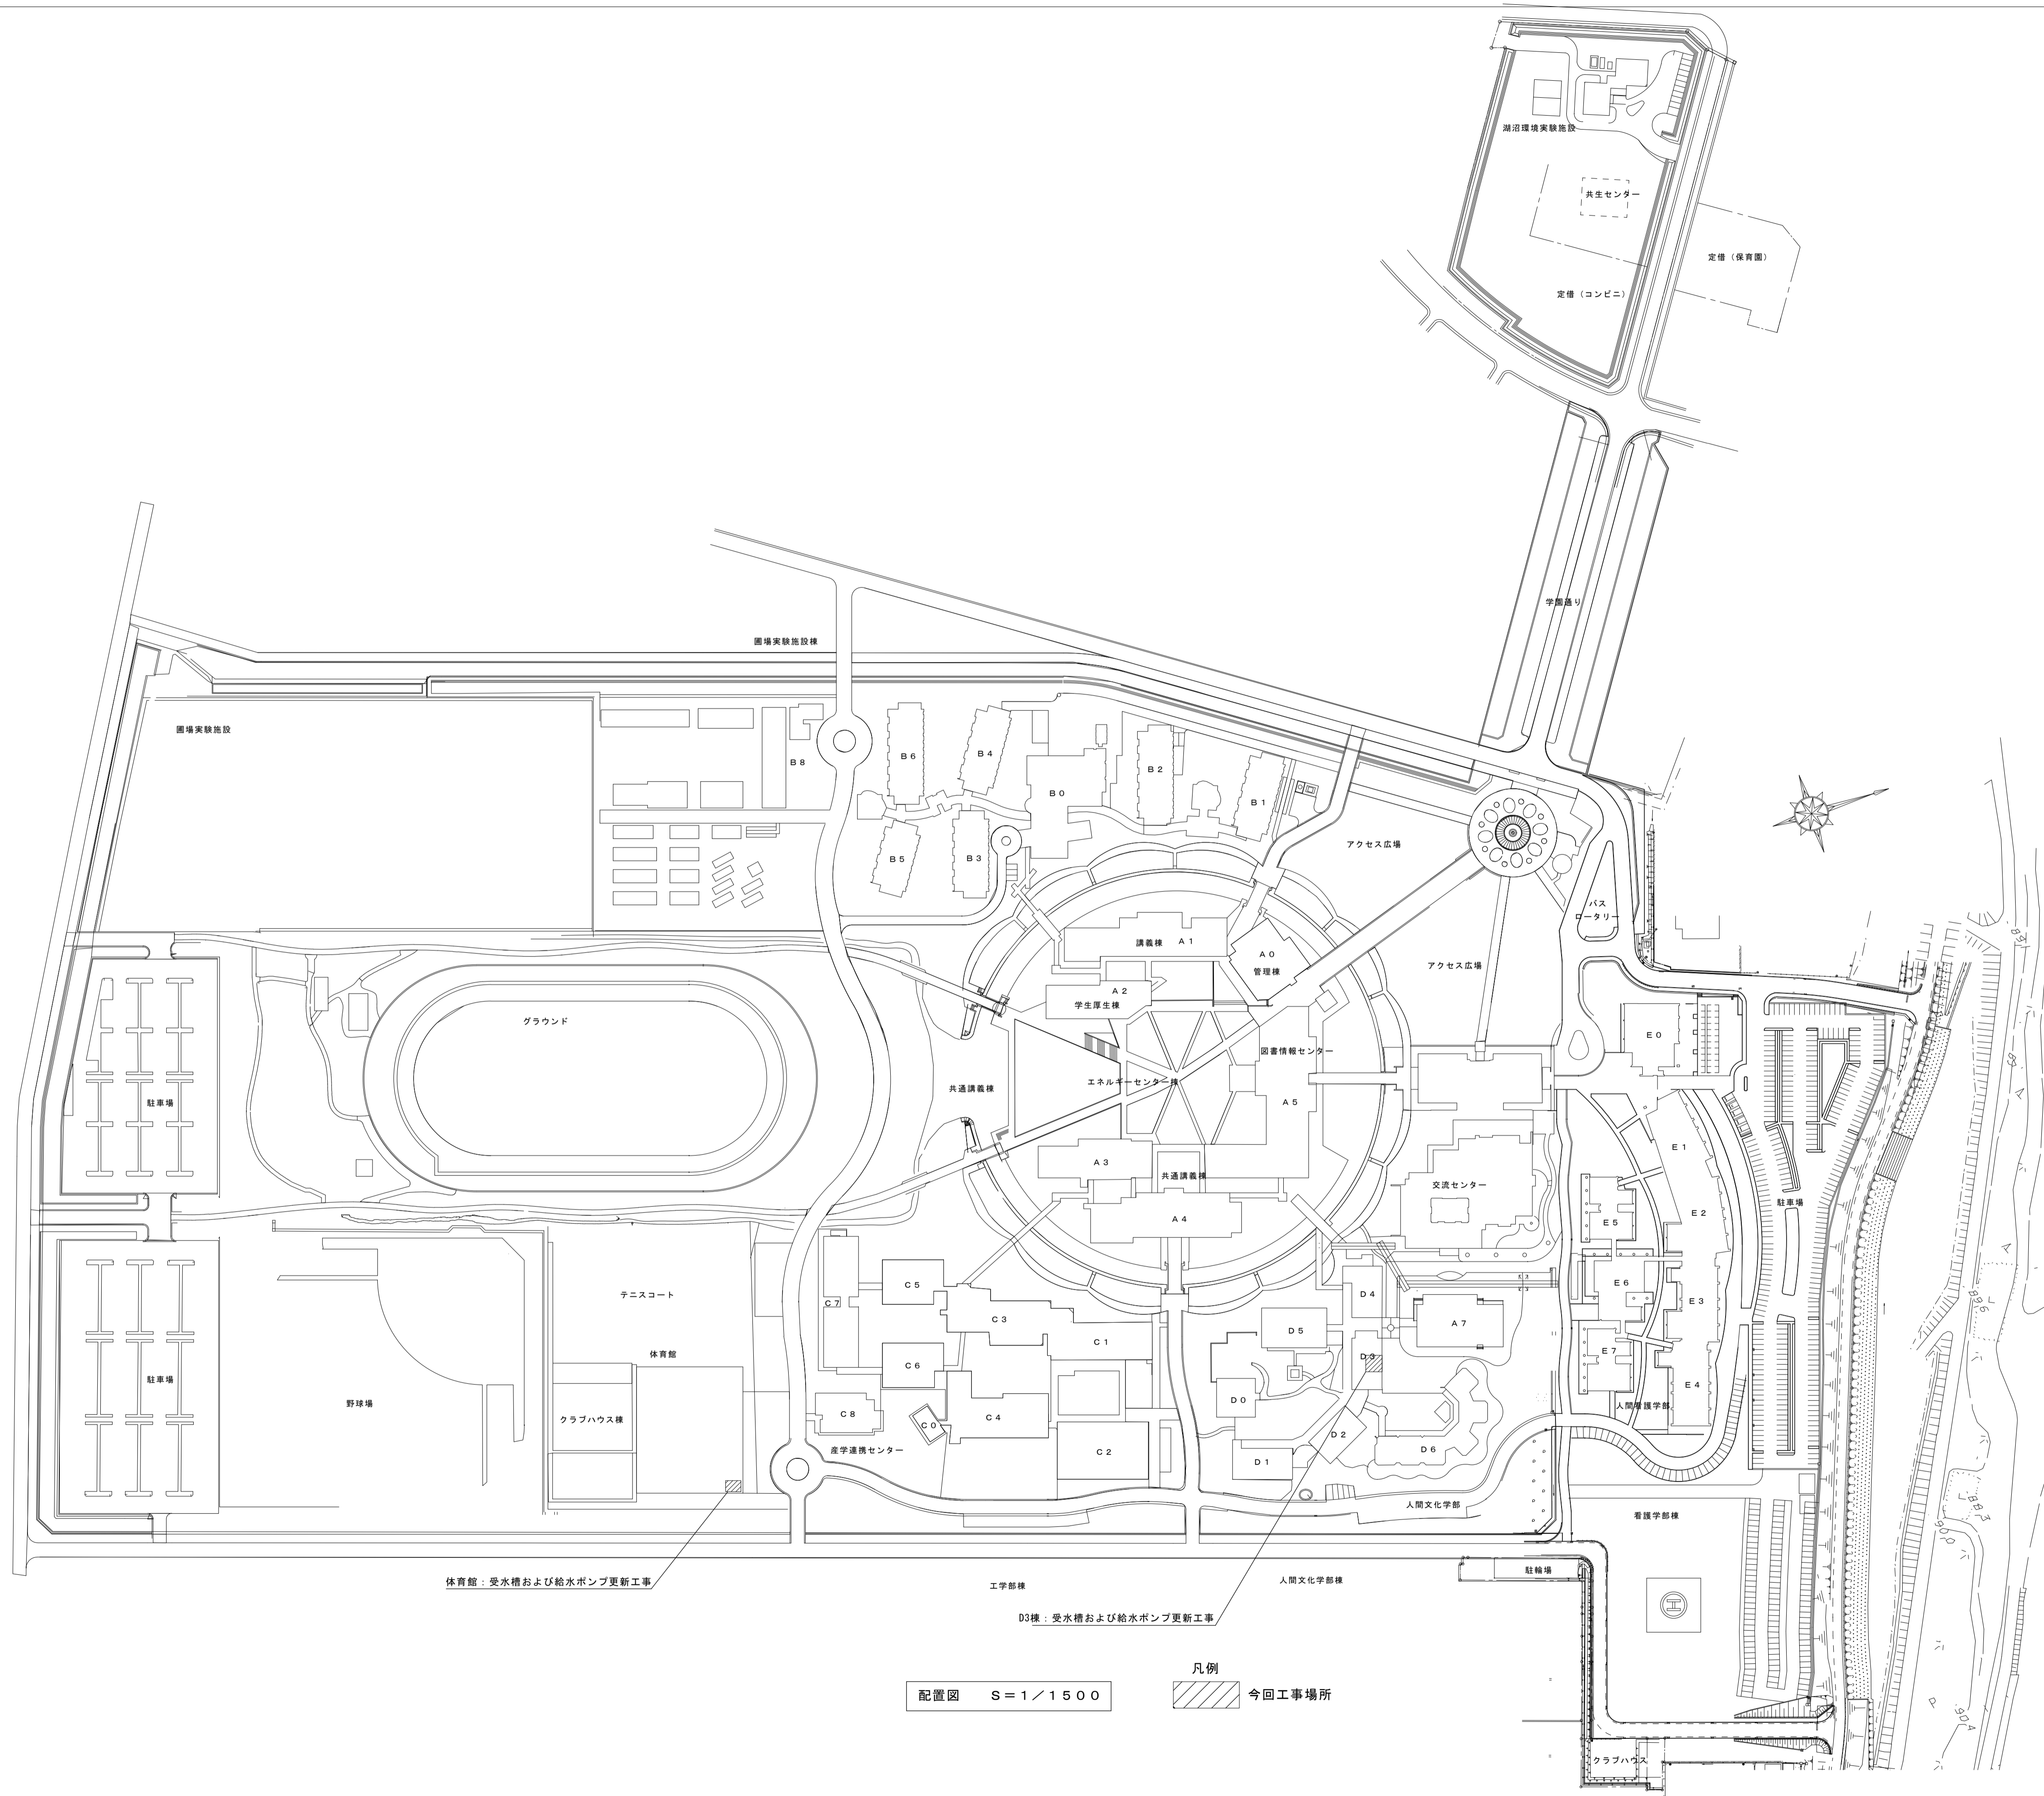 湖沼環境実験施設
共生センター
定借（保育園）
定借（コンビニ）
学園通り
圃場実験施設棟
圃場実験施設
B8
B6
B4
B0
B2
B1
B5
B3
アクセス広場
バス
ロータリー
講義棟 A1
A0
管理棟
アクセス広場
A2
学生厚生棟
グラウンド
図書情報センター
E0
エネルギーセンター棟
共通講義棟
A5
駐車場
E1
A3
共通講義棟
交流センター
駐車場
E2
E5
A4
E6
テニスコート
C5
C7
D4
E3
C3
A7
C1
D5
体育館
C6
D3
E7
駐車場
E4
野球場
クラブハウス棟
C8
C0
C4
D0
人間看護学部
産学連携センター
C2
D2
D6
D1
人間文化学部
看護学部棟
駐輪場
体育館：受水槽および給水ポンプ更新工事
工学部棟
人間文化学部棟
D3棟：受水槽および給水ポンプ更新工事
H
凡例
配置図 S＝1／1500
今回工事場所
クラブハウス